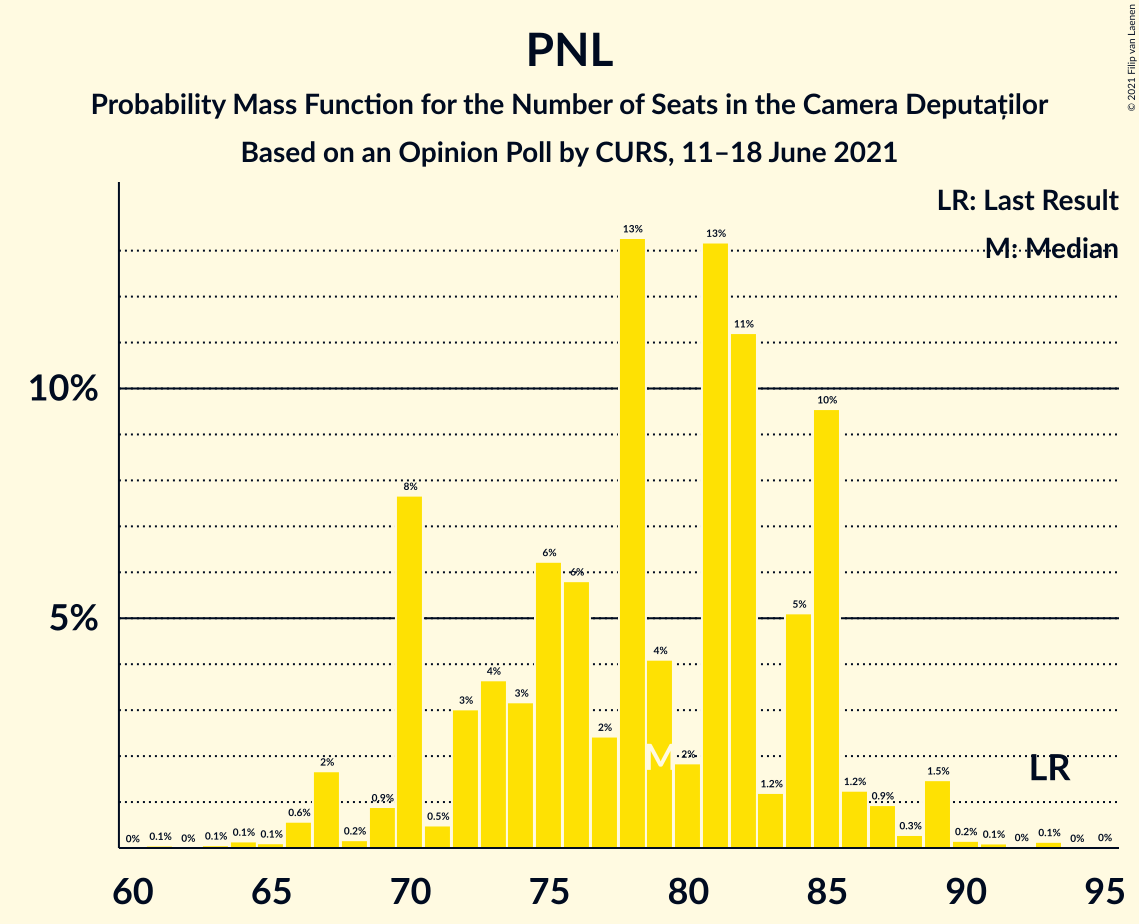 © 2021 Filip van Laenen
PNL
Probability Mass Function for the Number of Seats in the Camera Deputaților
Based on an Opinion Poll by CURS, 11–18 June 2021
LR: Last Result
M: Median
10%
5%
0% 0.1% 0% 0.1% 0.1% 0.1% 0.6% 2% 0.2% 0.9% 8% 0.5% 3% 4% 3% 6% 6% 2% 13% 4% 2% 13% 11% 1.2% 5% 10% 1.2% 0.9% 0.3% 1.5% 0.2% 0.1% 0% 0.1% 0% 0%
M
LR
60 65 70 75 80 85 90 95